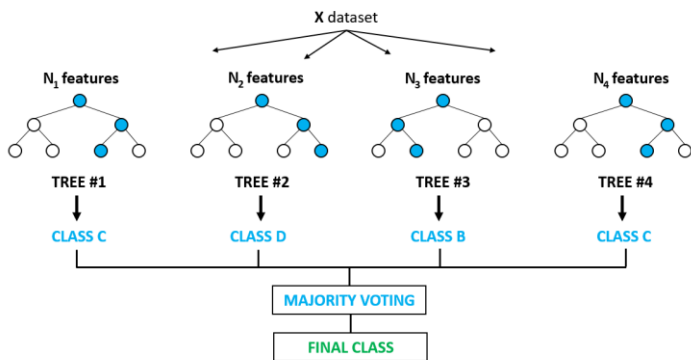 X dataset
N₁ features N₂ features N₃ features N₄ features
TREE #1 TREE #2 TREE #3 TREE #4
CLASS C CLASS D CLASS B CLASS C
MAJORITY VOTING
FINAL CLASS